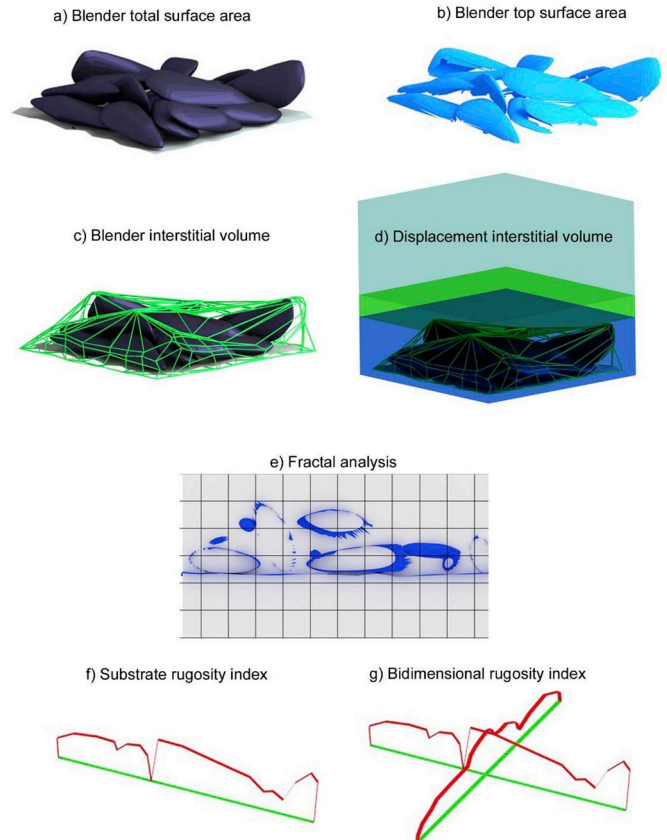 a) Blender total surface area
b) Blender top surface area
c) Blender interstitial volume
d) Displacement interstitial volume
e) Fractal analysis
f) Substrate rugosity index
g) Bidimensional rugosity index